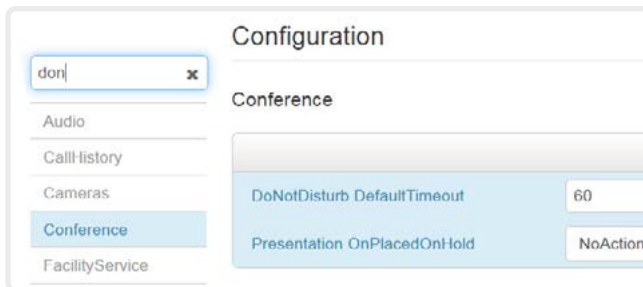 Configuration
don
Conference
Audio
CallHistory
Cameras
DoNotDisturb DefaultTimeout 60
Conference
Presentation OnPlacedOnHold NoAction
FacilityService